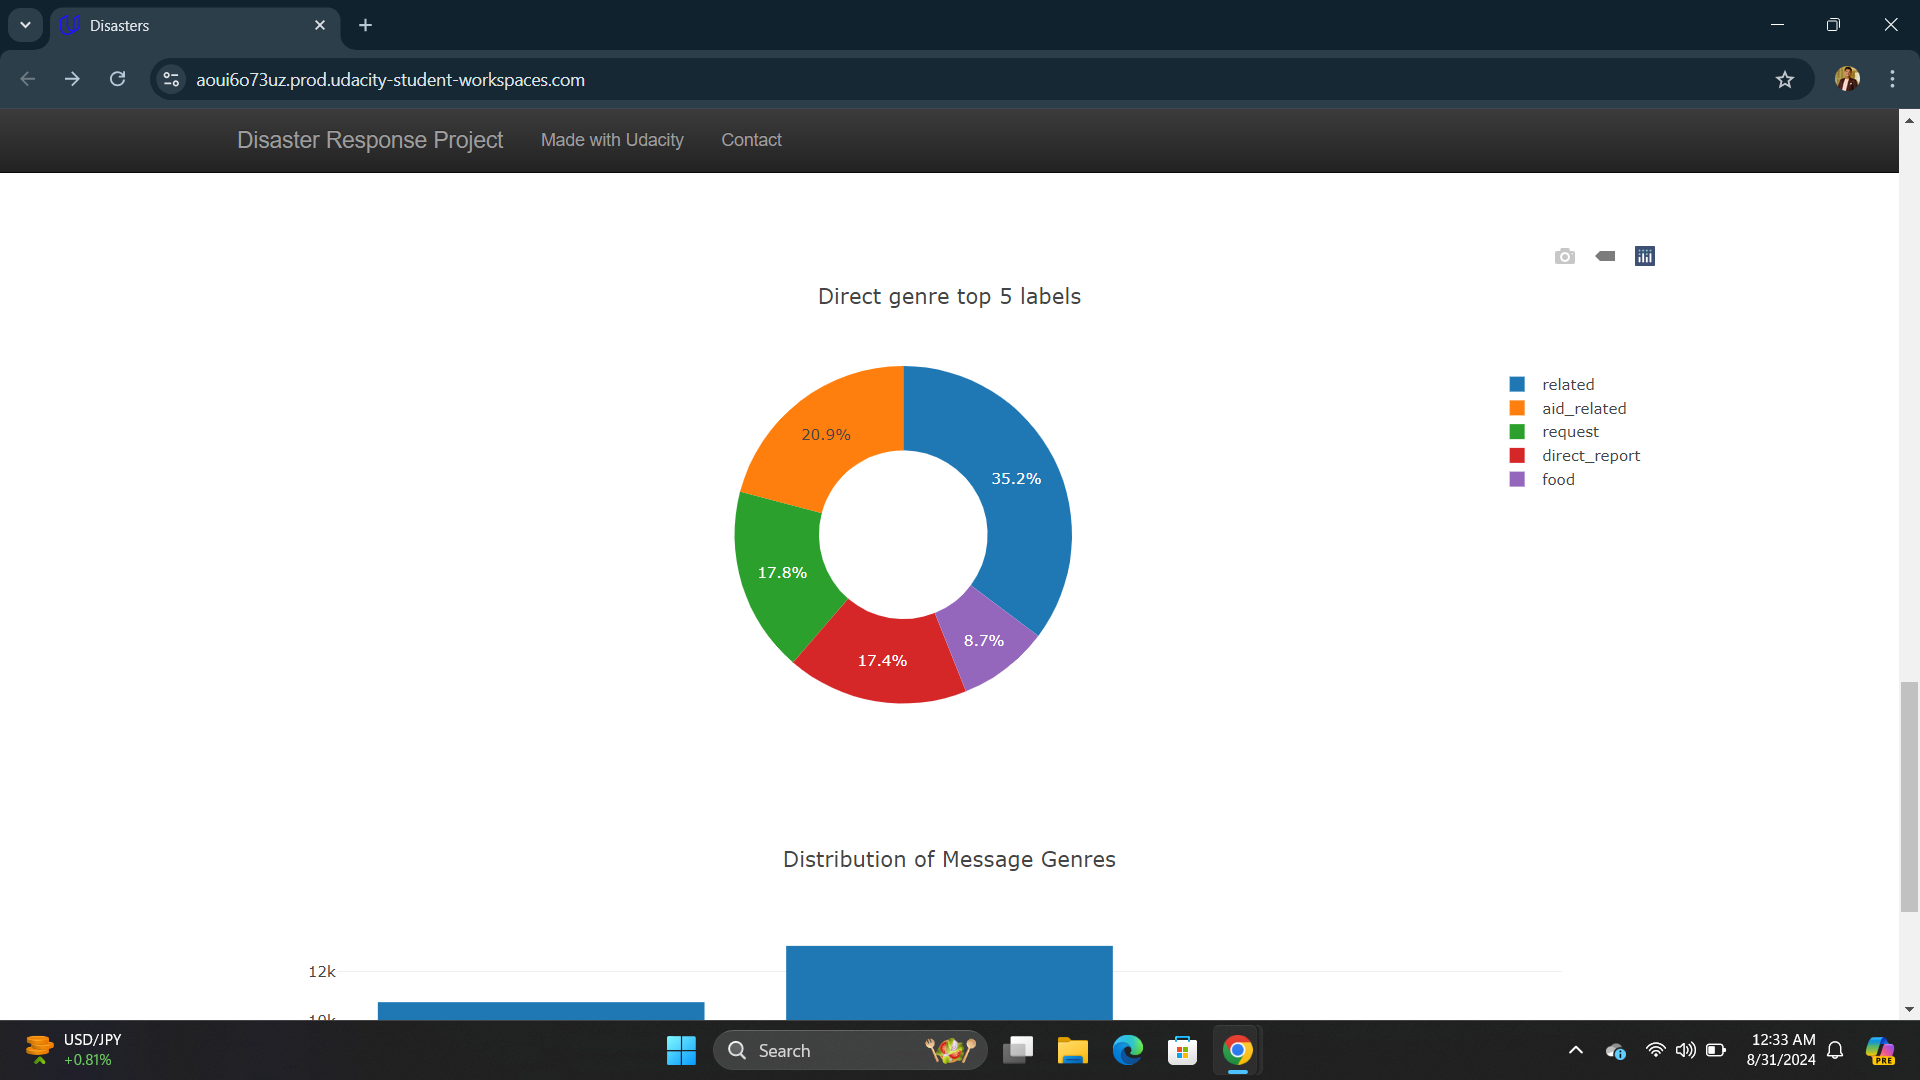 Disasters
aoui6o73uz.prod.udacity-student-workspaces.com
Disaster Response Project Made with Udacity Contact
Direct genre top 5 labels
related
aid_related
request
direct_report
food
20.9%
35.2%
17.8%
8.7%
17.4%
Distribution of Message Genres
12k
10k
USD/JPY
+0.81%
Search
12:33 AM
8/31/2024
PRE